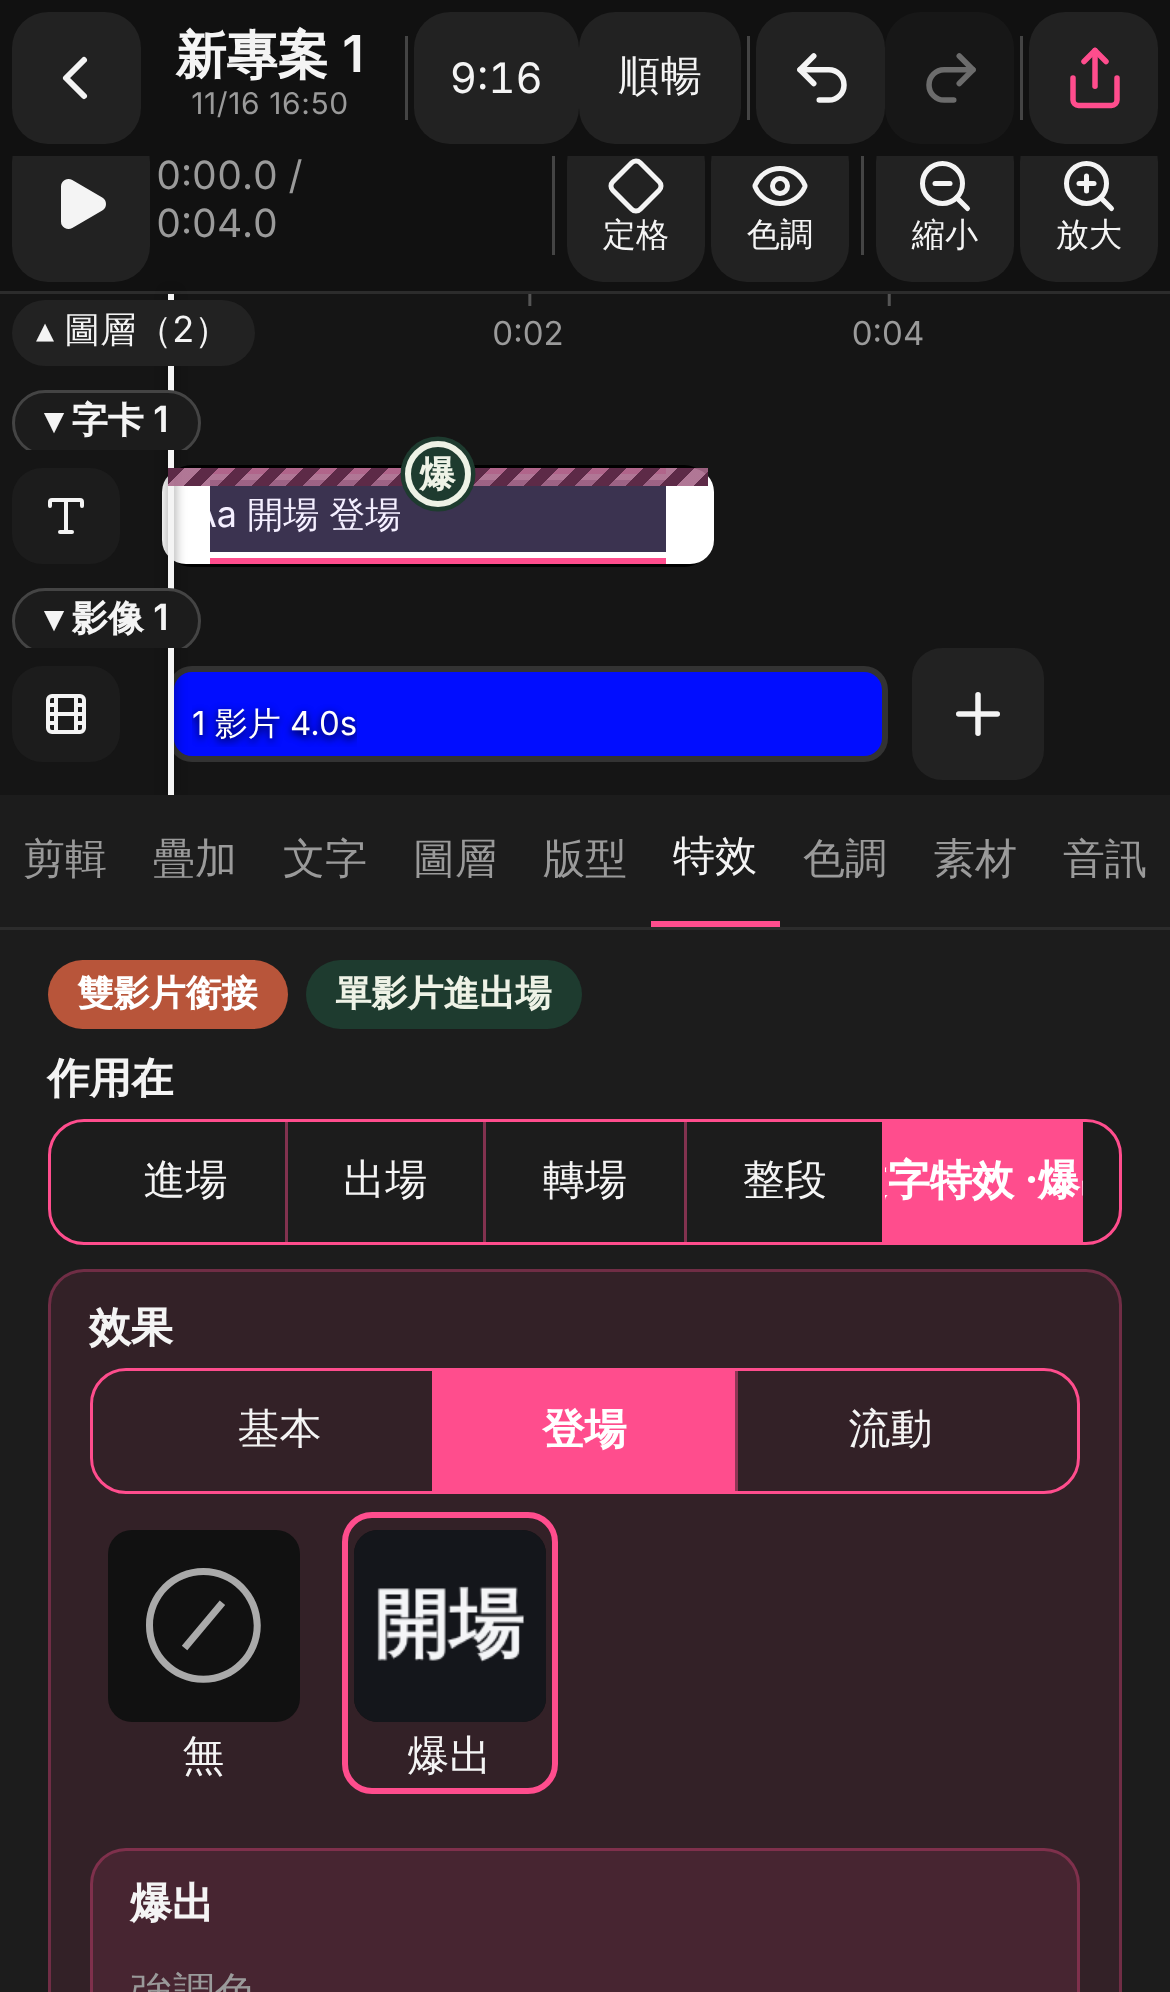 新專案 1
11/16 16:50
9:16
順暢
0:00.0 /
0:04.0
定格
色調
縮小
放大
▲ 圖層（2）
0:02
0:04
▼字卡 1
爆
Aa 開場 登場
▼影像 1
1 影片 4.0s
剪輯 疊加 文字 圖層 版型 特效 色調 素材 音訊
雙影片銜接
單影片進出場
作用在
進場 出場 轉場 整段 字特效 ·爆
效果
基本 登場 流動
開場
無
爆出
爆出
強調色